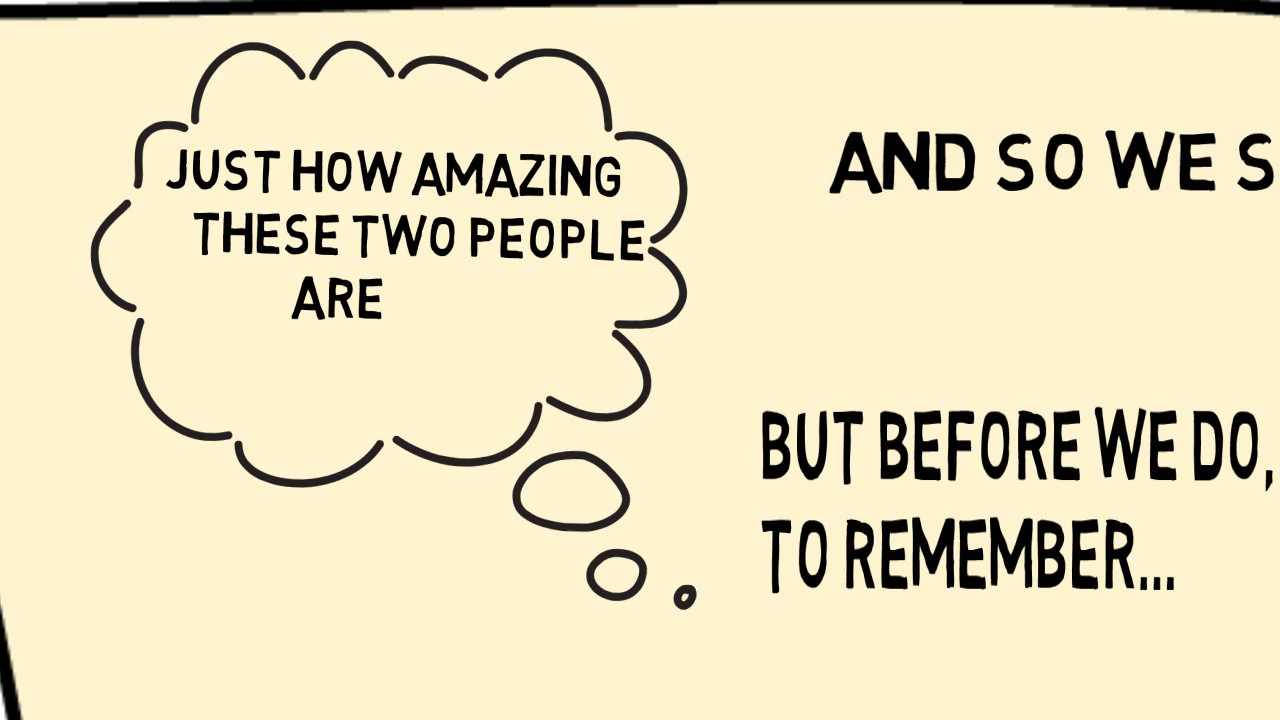 JUST HOW AMAZING
THESE TWO PEOPLE
ARE
AND SO WE S
BUT BEFORE WE DO,
TO REMEMBER...